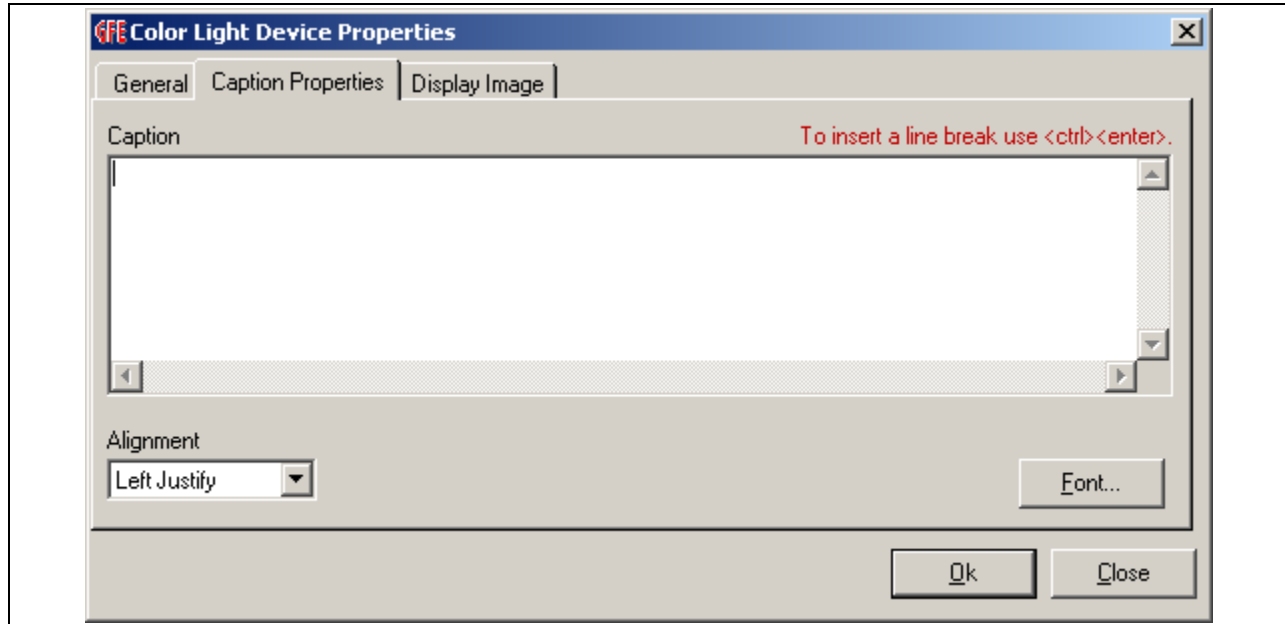 GFE Color Light Device Properties
General Caption Properties Display Image
Caption To insert a line break use <ctrl><enter>.
Alignment
Left Justify
Font...
Ok Close